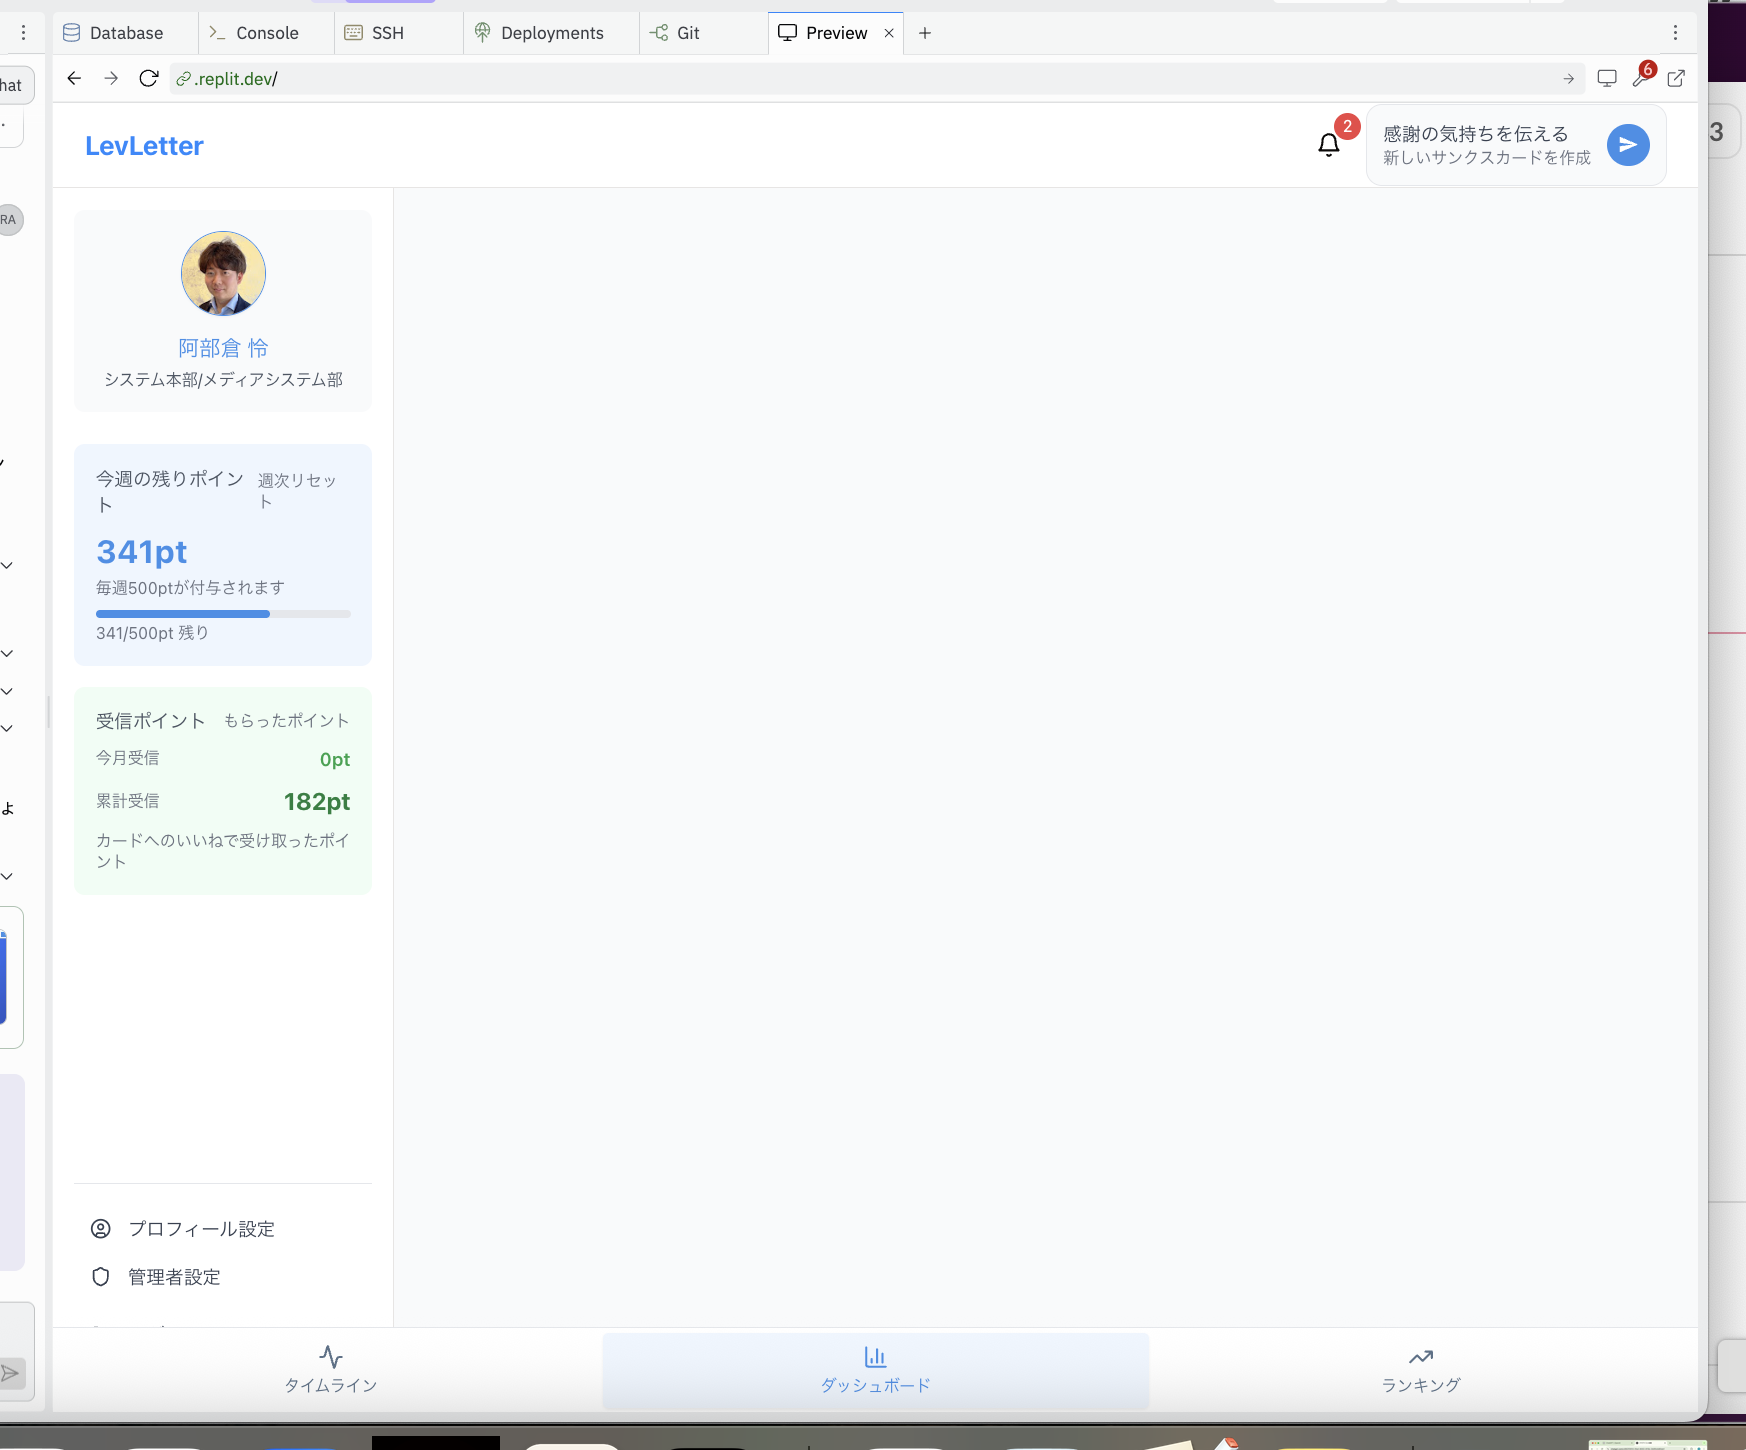 Database
Console
SSH
Deployments
Git
Preview
hat
.replit.dev/
6
LevLetter
2
感謝の気持ちを伝える
新しいサンクスカードを作成
3
RA
阿部倉 怜
システム本部/メディアシステム部
今週の残りポイン
ト
週次リセッ
ト
341pt
毎週500ptが付与されます
341/500pt 残り
受信ポイント
もらったポイント
今月受信
0pt
累計受信
182pt
カードへのいいねで受け取ったポイ
ント
よ
プロフィール設定
管理者設定
タイムライン
ダッシュボード
ランキング